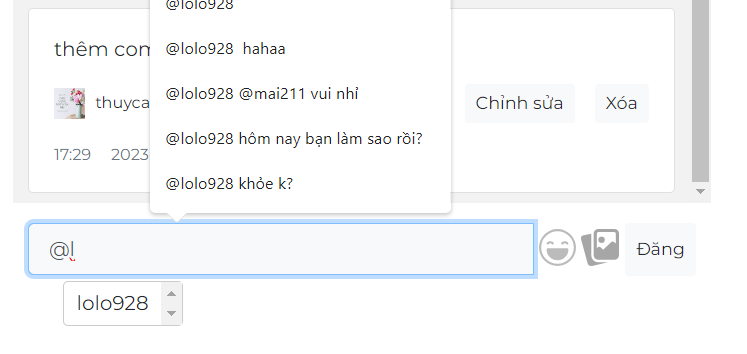 @lolo928
thêm com
@lolo928 hahaa
@lolo928 @mai211 vui nhỉ
thuyca
Chỉnh sửa
Xóa
@lolo928 hôm nay bạn làm sao rồi?
17:29 2023
@lolo928 khỏe k?
@l
Đăng
lolo928